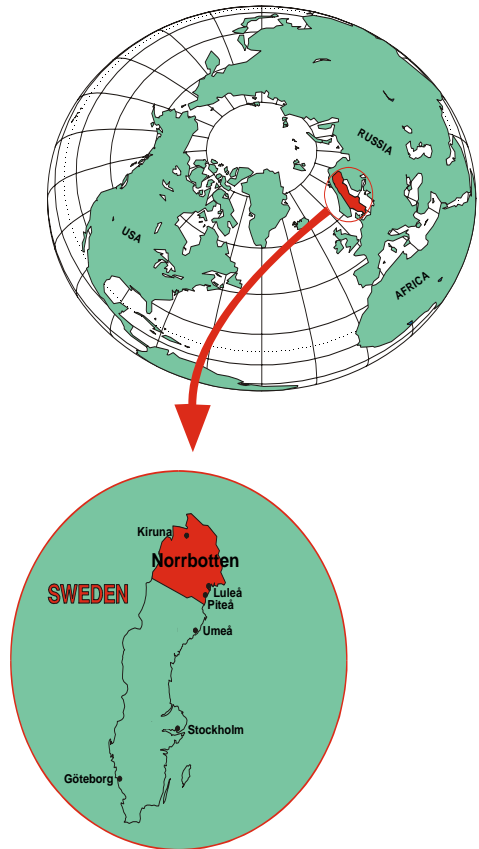 RUSSIA
USA
AFRICA
Kiruna
Norrbotten
SWEDEN
Luleå
Piteå
Umeå
Stockholm
Göteborg